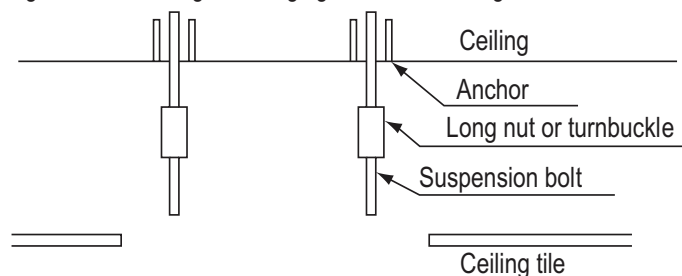 Ceiling
Anchor
Long nut or turnbuckle
Suspension bolt
Ceiling tile